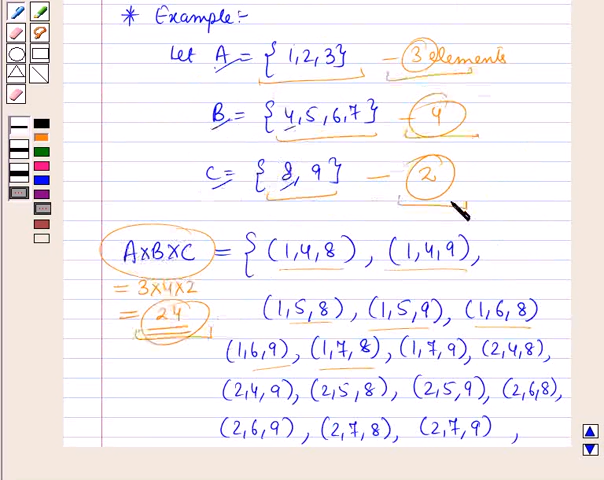 * Example:-
Let A = { 1, 2, 3 } - 3 elements
B = { 4, 5, 6, 7 } - 4
C = { 8, 9 } - 2
A×B×C = { (1,4,8) , (1,4,9) ,
= 3×4×2
= 24
(1,5,8) , (1,5,9) , (1,6,8)
(1,6,9) , (1,7,8) , (1,7,9) , (2,4,8) ,
(2,4,9) , (2,5,8) , (2,5,9) , (2,6,8) ,
(2,6,9) , (2,7,8) , (2,7,9) ,